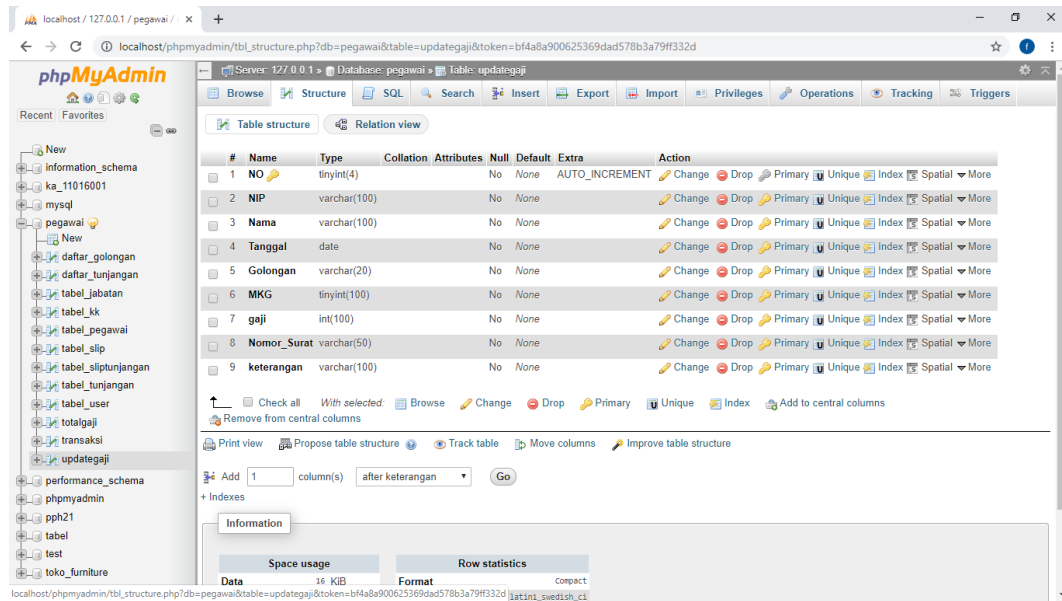 localhost / 127.0.0.1 / pegawai /
localhost/phpmyadmin/tbl_structure.php?db=pegawai&table=updategaji&token=bf4a8a900625369dad578b3a79ff332d
f
phpMyAdmin
Recent Favorites
New
information_schema
ka_11016001
mysql
pegawai
New
daftar_golongan
daftar_tunjangan
tabel_jabatan
tabel_kk
tabel_pegawai
tabel_slip
tabel_sliptunjangan
tabel_tunjangan
tabel_user
totalgaji
transaksi
updategaji
performance_schema
phpmyadmin
pph21
tabel
test
toko_furniture
Server: 127.0.0.1 » Database: pegawai » Table: updategaji
Browse Structure SQL Search Insert Export Import Privileges Operations Tracking Triggers
Table structure Relation view
# Name Type Collation Attributes Null Default Extra Action
1 NO tinyint(4) No None AUTO_INCREMENT Change Drop Primary Unique Index Spatial More
2 NIP varchar(100) No None Change Drop Primary Unique Index Spatial More
3 Nama varchar(100) No None Change Drop Primary Unique Index Spatial More
4 Tanggal date No None Change Drop Primary Unique Index Spatial More
5 Golongan varchar(20) No None Change Drop Primary Unique Index Spatial More
6 MKG tinyint(100) No None Change Drop Primary Unique Index Spatial More
7 gaji int(100) No None Change Drop Primary Unique Index Spatial More
8 Nomor_Surat varchar(50) No None Change Drop Primary Unique Index Spatial More
9 keterangan varchar(100) No None Change Drop Primary Unique Index Spatial More
Check all With selected: Browse Change Drop Primary Unique Index Add to central columns
Remove from central columns
Print view Propose table structure Track table Move columns Improve table structure
Add 1 column(s) after keterangan Go
+ Indexes
Information
Space usage Row statistics
Data 16 KiB Format Compact
localhost/phpmyadmin/tbl_structure.php?db=pegawai&table=updategaji&token=bf4a8a900625369dad578b3a79ff332d latin1_swedish_ci